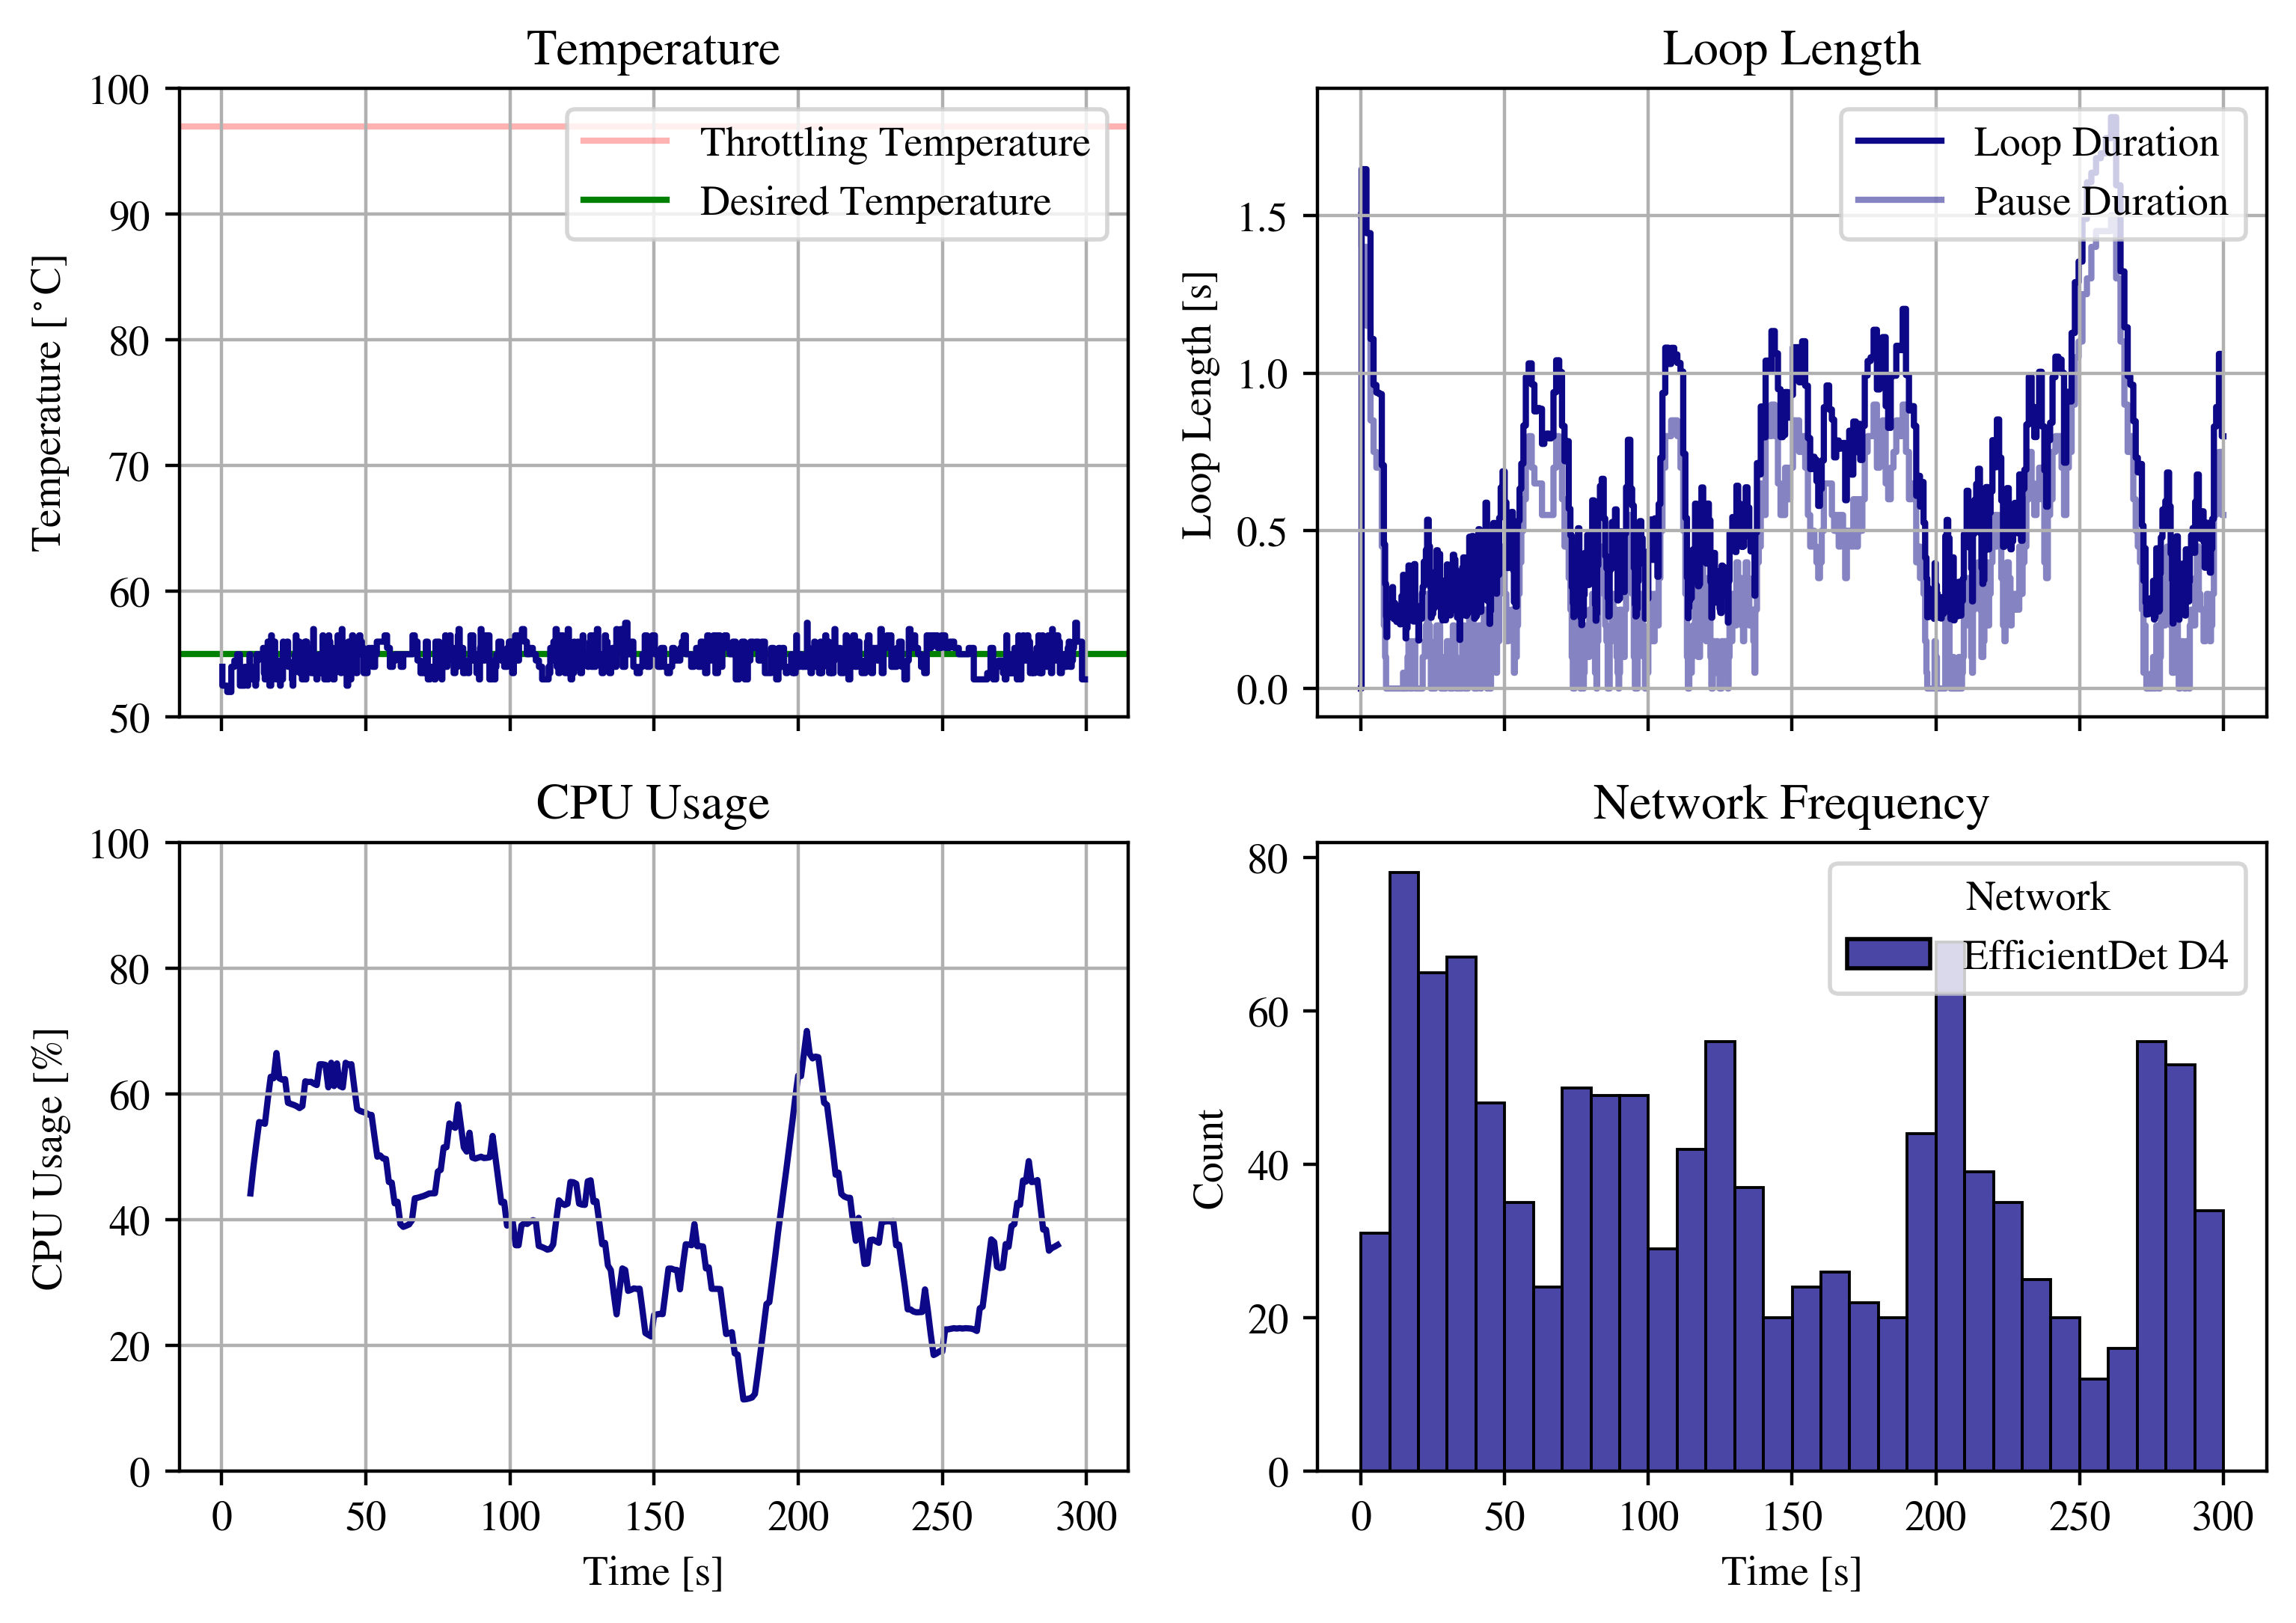 Temperature
100
90
80
70
60
50
Temperature [°C]
Throttling Temperature
Desired Temperature
Loop Length
1.5
1.0
0.5
0.0
Loop Length [s]
Loop Duration
Pause Duration
CPU Usage
100
80
60
40
20
0
CPU Usage [%]
0 50 100 150 200 250 300
Time [s]
Network Frequency
80
60
40
20
0
Count
Network
EfficientDet D4
0 50 100 150 200 250 300
Time [s]